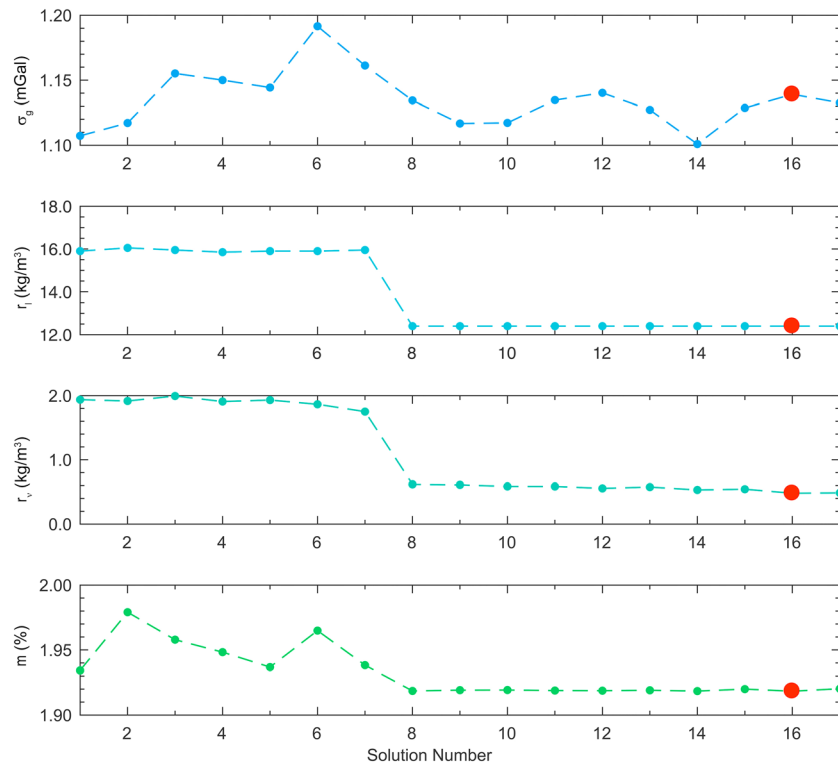 1.20
1.15
1.10
σg (mGal)
2 4 6 8 10 12 14 16
18.0
16.0
14.0
12.0
rl (kg/m³)
2 4 6 8 10 12 14 16
2.0
1.0
0.0
rv (kg/m³)
2 4 6 8 10 12 14 16
2.00
1.95
1.90
m (%)
2 4 6 8 10 12 14 16
Solution Number